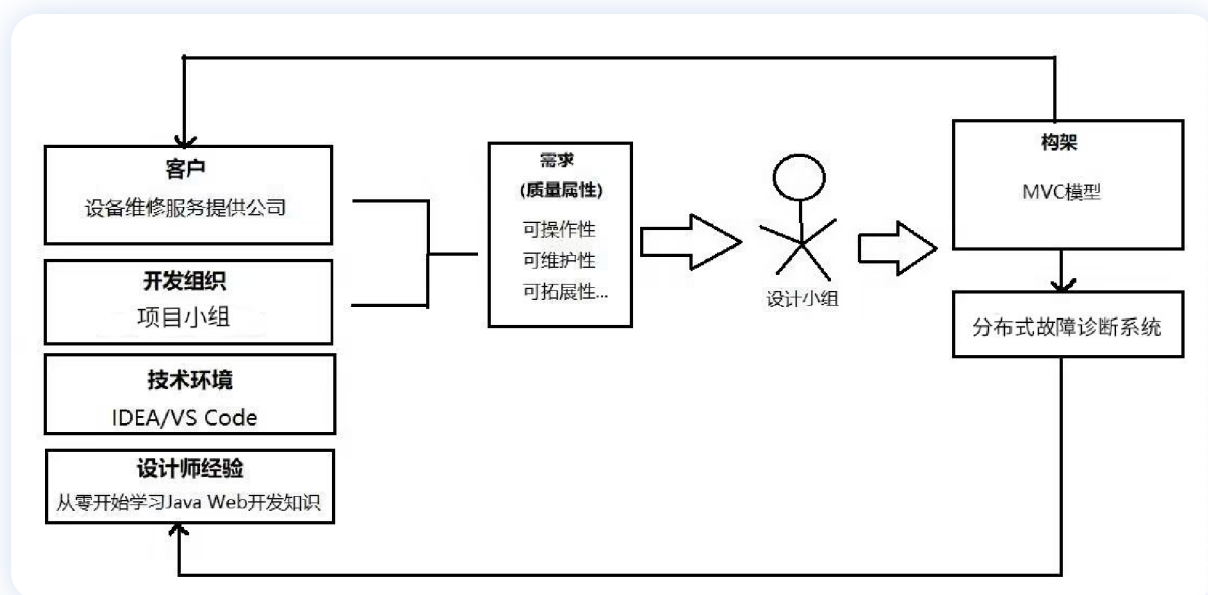 客户
设备维修服务提供公司
开发组织
项目小组
技术环境
IDEA/VS Code
设计师经验
从零开始学习Java Web开发知识
需求
(质量属性)
可操作性
可维护性
可拓展性...
设计小组
构架
MVC模型
分布式故障诊断系统